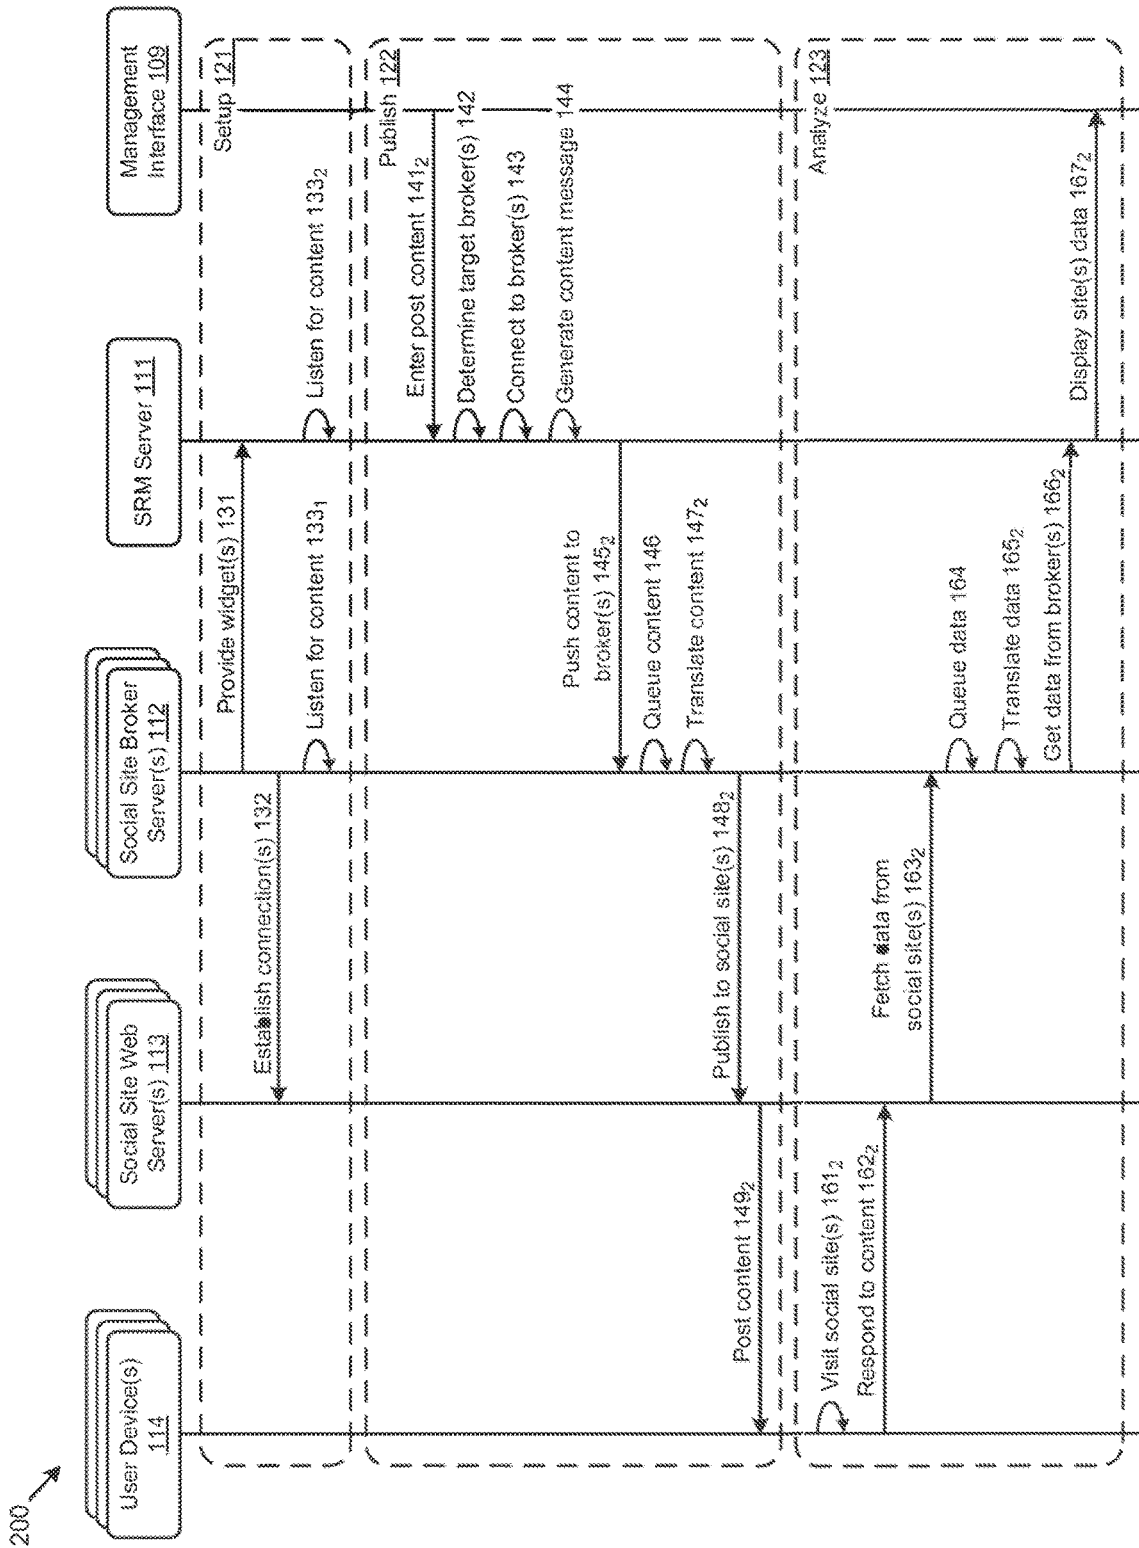 200
User Device(s)
114
Social Site Web
Server(s) 113
Social Site Broker
Server(s) 112
SRM Server 111
Management
Interface 109
Setup 121
Provide widget(s) 131
Establish connection(s) 132
Listen for content 133₁
Listen for content 133₂
Publish 122
Enter post content 141₂
Determine target broker(s) 142
Connect to broker(s) 143
Generate content message 144
Push content to
broker(s) 145₂
Queue content 146
Translate content 147₂
Publish to social site(s) 148₂
Post content 149₂
Analyze 123
Visit social site(s) 161₂
Respond to content 162₂
Fetch data from
social site(s) 163₂
Queue data 164
Translate data 165₂
Get data from broker(s) 166₂
Display site(s) data 167₂